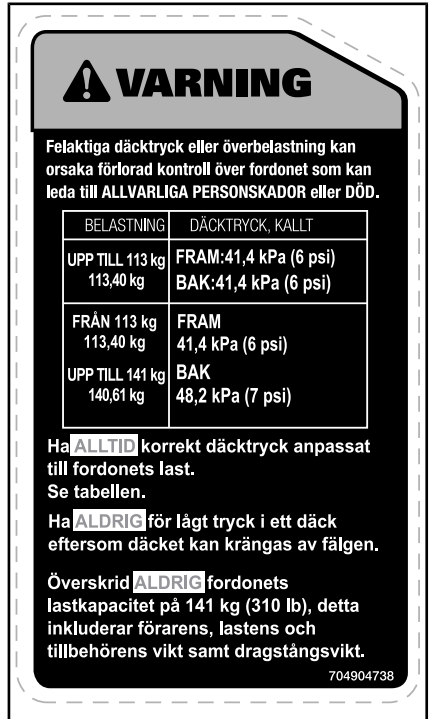 VARNING
Felaktiga däcktryck eller överbelastning kan
orsaka förlorad kontroll över fordonet som kan
leda till ALLVARLIGA PERSONSKADOR eller DÖD.
BELASTNING DÄCKTRYCK, KALLT
UPP TILL 113 kg FRAM:41,4 kPa (6 psi)
113,40 kg BAK:41,4 kPa (6 psi)
FRÅN 113 kg FRAM
113,40 kg 41,4 kPa (6 psi)
UPP TILL 141 kg BAK
140,61 kg 48,2 kPa (7 psi)
Ha ALLTID korrekt däcktryck anpassat
till fordonets last.
Se tabellen.
Ha ALDRIG för lågt tryck i ett däck
eftersom däcket kan krängas av fälgen.
Överskrid ALDRIG fordonets
lastkapacitet på 141 kg (310 lb), detta
inkluderar förarens, lastens och
tillbehörens vikt samt dragstångsvikt.
704904738